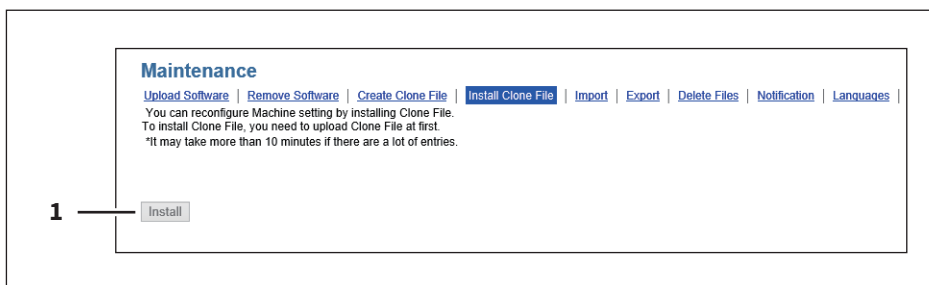 Maintenance
Upload Software | Remove Software | Create Clone File | Install Clone File | Import | Export | Delete Files | Notification | Languages |
You can reconfigure Machine setting by installing Clone File.
To install Clone File, you need to upload Clone File at first.
*It may take more than 10 minutes if there are a lot of entries.
1
Install